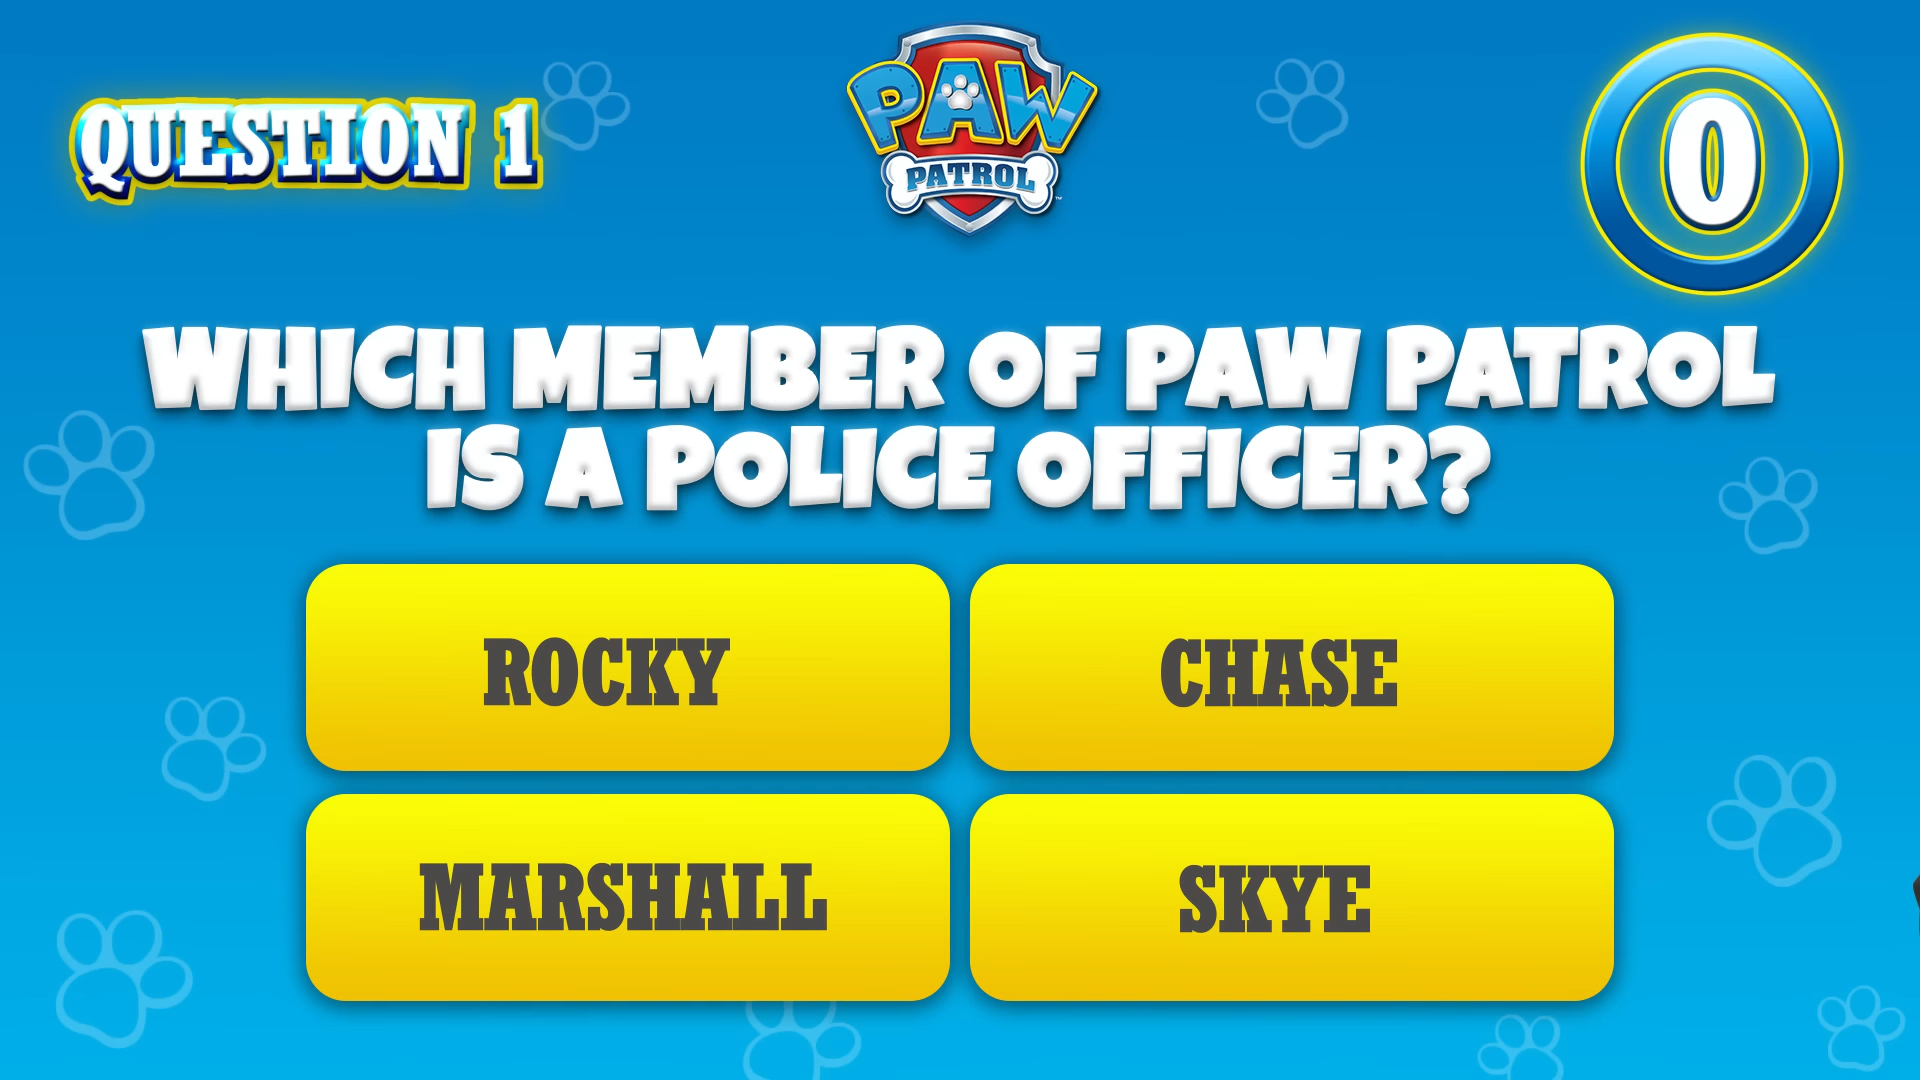 QUESTION 1
PAW
PATROL
0
WHICH MEMBER OF PAW PATROL
IS A POLICE OFFICER?
ROCKY
CHASE
MARSHALL
SKYE